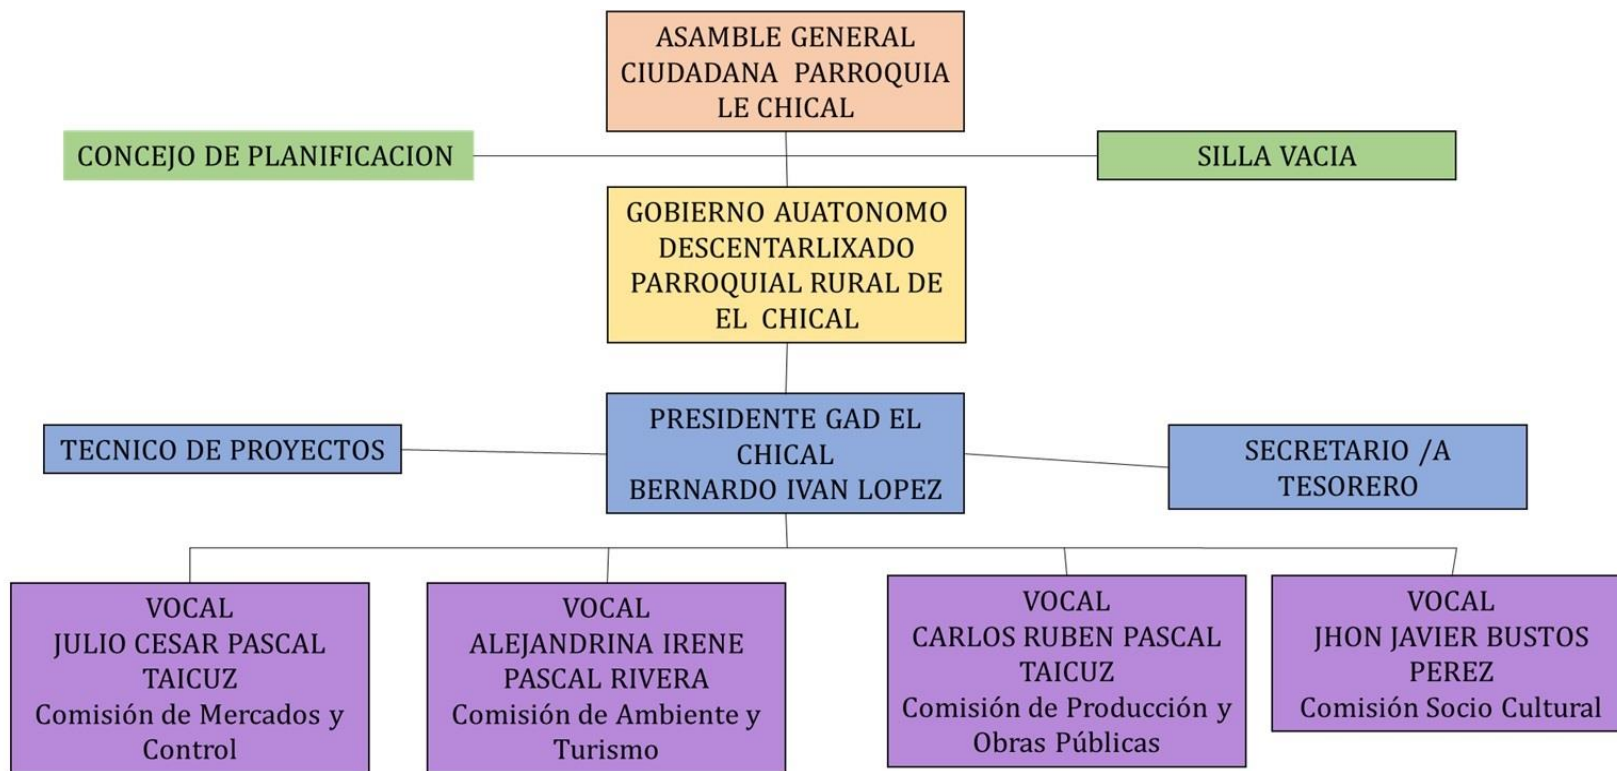 ASAMBLE GENERAL
CIUDADANA PARROQUIA
LE CHICAL
CONCEJO DE PLANIFICACION
SILLA VACIA
GOBIERNO AUATONOMO
DESCENTARLIXADO
PARROQUIAL RURAL DE
EL CHICAL
TECNICO DE PROYECTOS
PRESIDENTE GAD EL
CHICAL
BERNARDO IVAN LOPEZ
SECRETARIO /A
TESORERO
VOCAL
JULIO CESAR PASCAL
TAICUZ
Comisión de Mercados y
Control
VOCAL
ALEJANDRINA IRENE
PASCAL RIVERA
Comisión de Ambiente y
Turismo
VOCAL
CARLOS RUBEN PASCAL
TAICUZ
Comisión de Producción y
Obras Públicas
VOCAL
JHON JAVIER BUSTOS
PEREZ
Comisión Socio Cultural